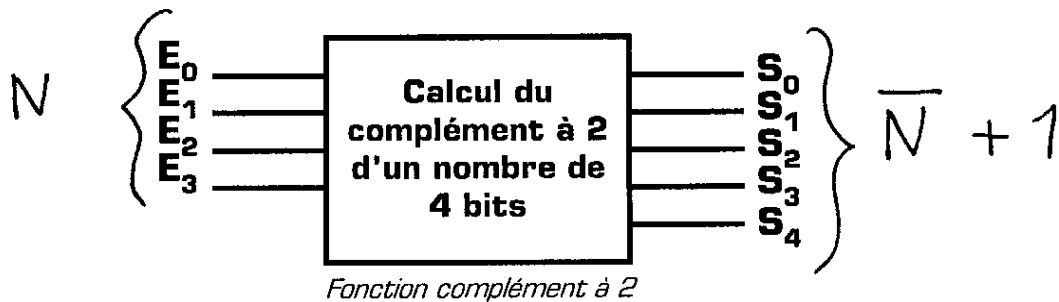 N { E₀ E₁ E₂ E₃
Calcul du
complément à 2
d'un nombre de
4 bits
S₀ S₁ S₂ S₃ S₄ } N̅ + 1
Fonction complément à 2